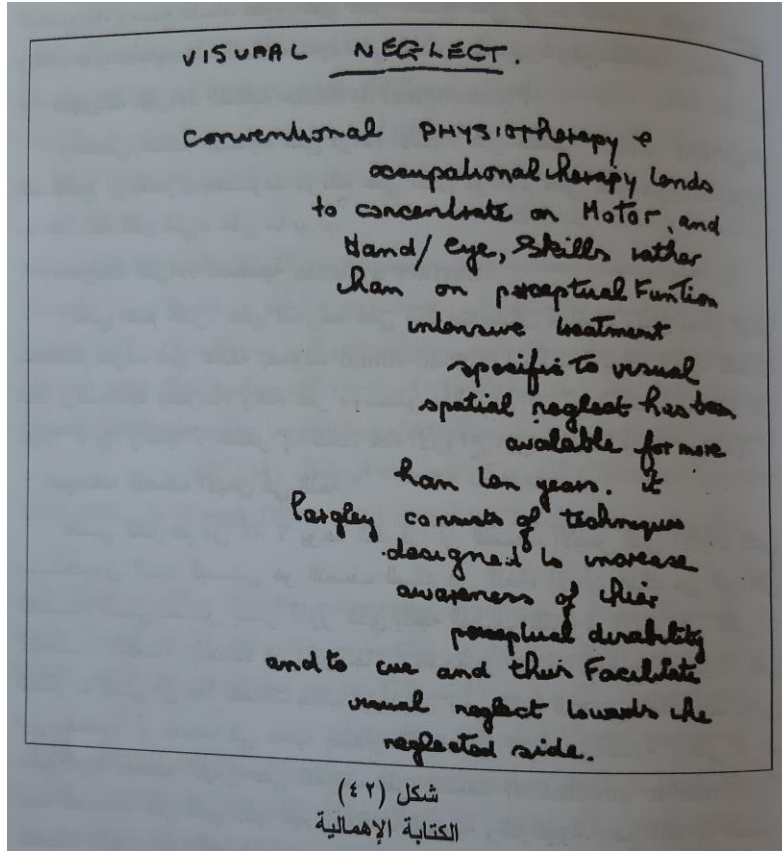 VISUAL NEGLECT.
conventional PHYSIotherapy e
occupational therapy tends
to concentrate on Motor, and
Hand/ Eye, Skills rather
than on perceptual Funtion
intensive treatment
specific to visual
spatial neglect has been
available for more
than ten years. it
largley consists of techniques
designed to increase
awareness of thier
perceptual disability
and to cue and thus Facilitate
visual neglect towards the
neglected side.
شكل (٤٢)
الكتابة الإهمالية